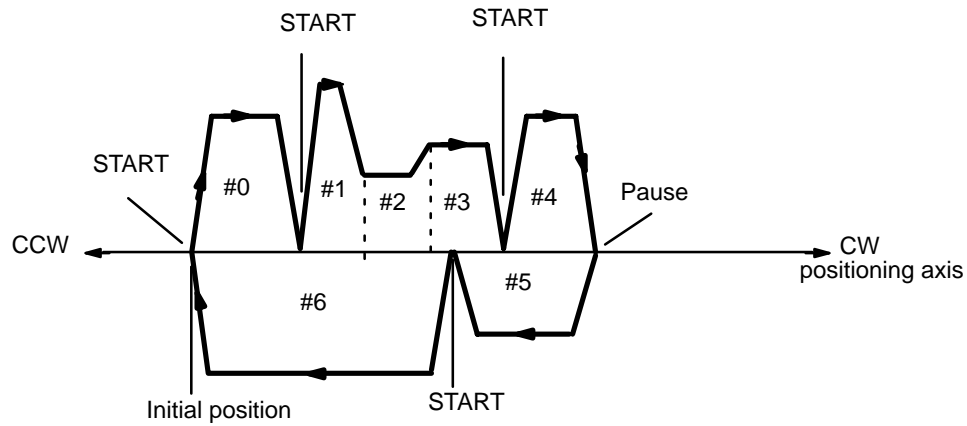 START
START
START
#0
#1
#2
#3
#4
Pause
CCW
CW
positioning axis
#5
#6
START
Initial position